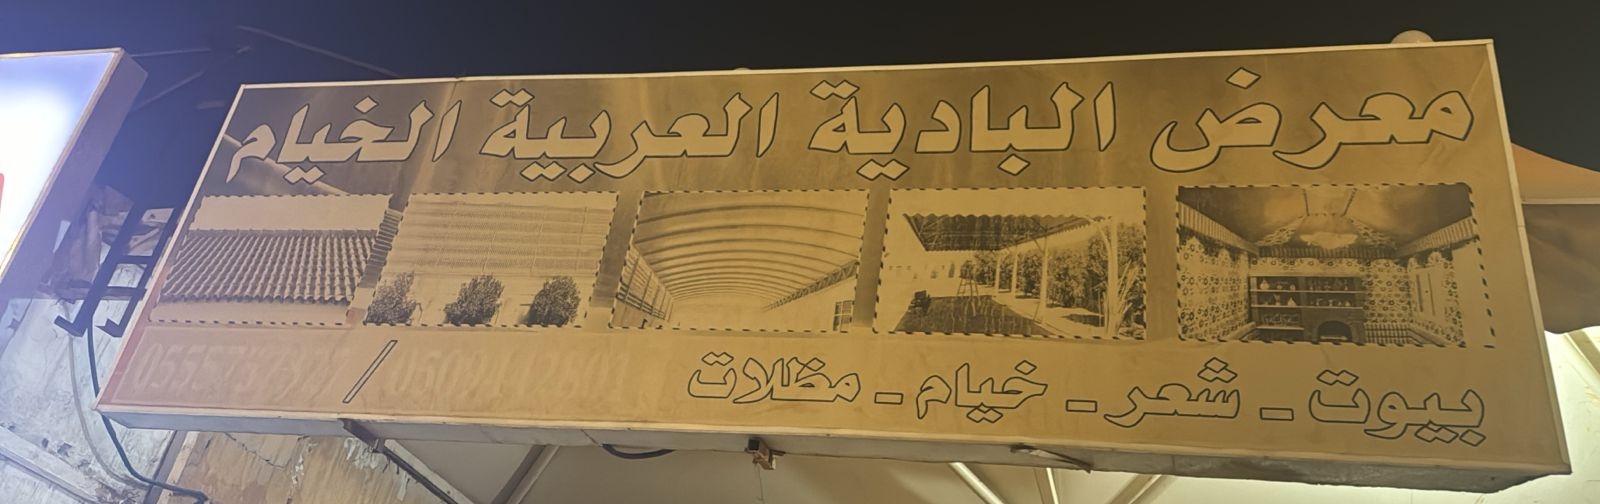 معرض البادية العربية الخيام
بيوت - شعر - خيام - مظلات